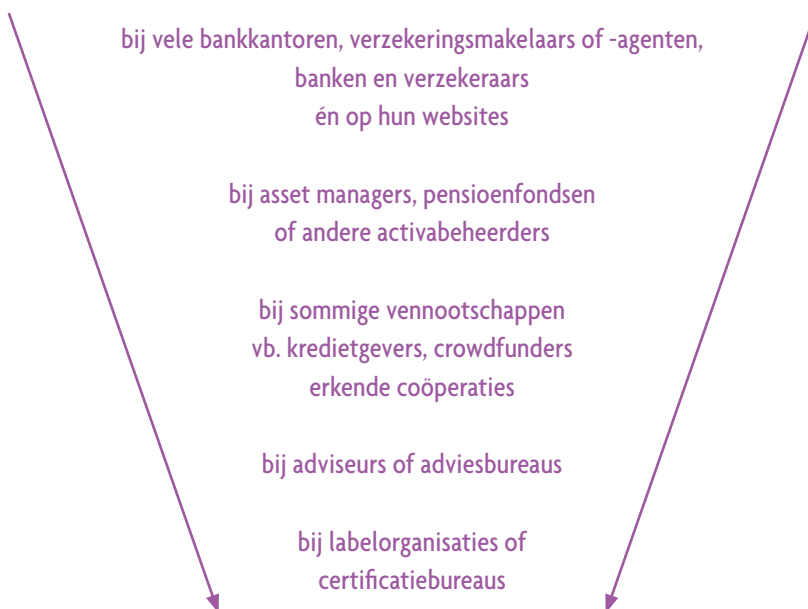 bij vele bankkantoren, verzekeringsmakelaars of -agenten,
banken en verzekeraars
én op hun websites
bij asset managers, pensioenfondsen
of andere activabeheerders
bij sommige vennootschappen
vb. kredietgevers, crowdfunders
erkende coöperaties
bij adviseurs of adviesbureaus
bij labelorganisaties of
certificatiebureaus